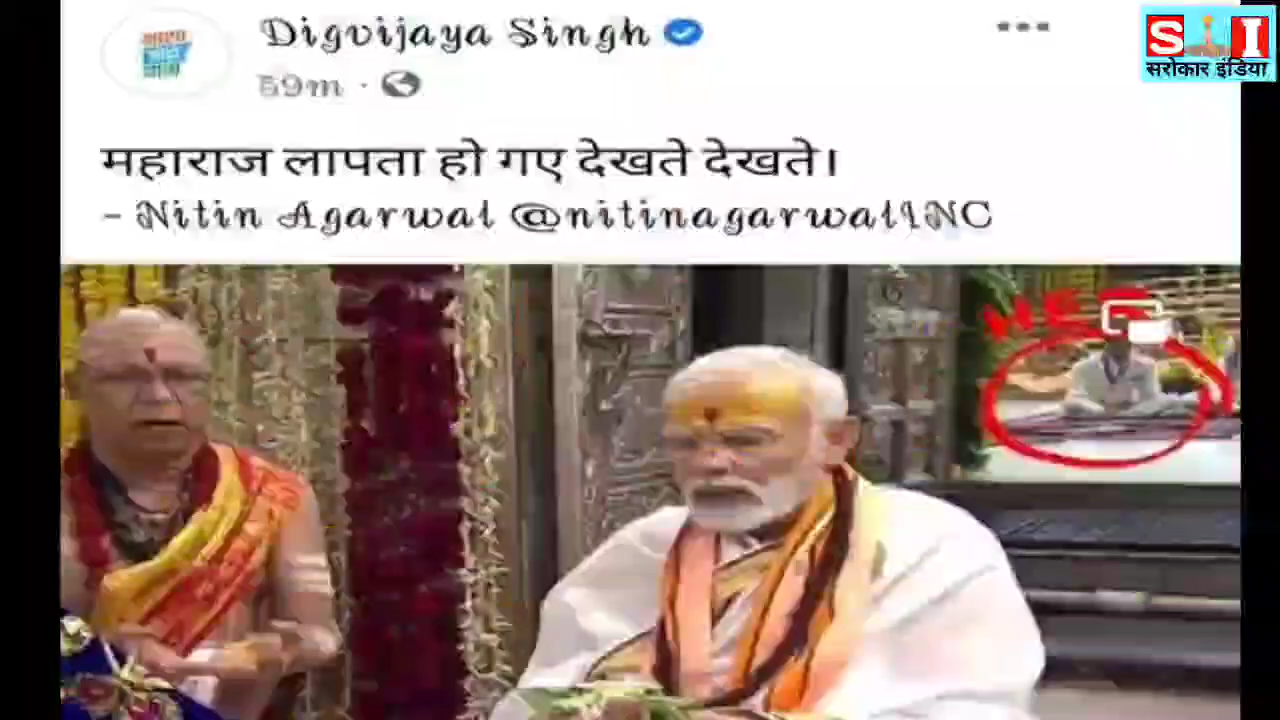 Digvijaya Singh
59m
महाराज लापता हो गए देखते देखते।
- Nitin Agarwal @nitinagarwalINC
S I
सरोकार इंडिया